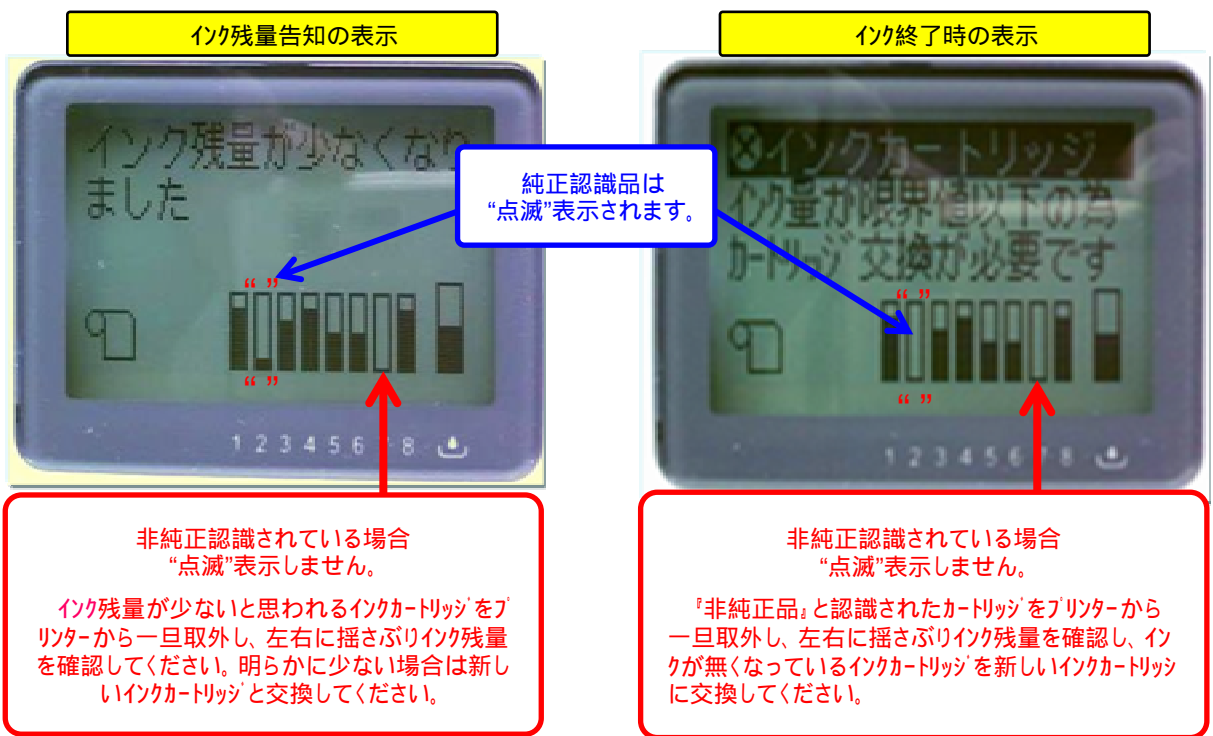 インク残量告知の表示
インク残量が少なくなり
ました
“ ”
“ ”
1 2 3 4 5 6 7 8
純正認識品は
“点滅”表示されます。
非純正認識されている場合
“点滅”表示しません。
インク残量が少ないと思われるインクカートリッジをプ
リンターから一旦取外し、左右に揺さぶりインク残量
を確認してください。明らかに少ない場合は新し
いインクカートリッジと交換してください。
インク終了時の表示
インクカートリッジ
インク量が限界値以下の為
カートリッジ 交換が必要です
“ ”
“ ”
1 2 3 4 5 6 7 8
非純正認識されている場合
“点滅”表示しません。
『非純正品』と認識されたカートリッジをプリンターから
一旦取外し、左右に揺さぶりインク残量を確認し、イン
クが無くなっているインクカートリッジを新しいインクカートリッジ
に交換してください。